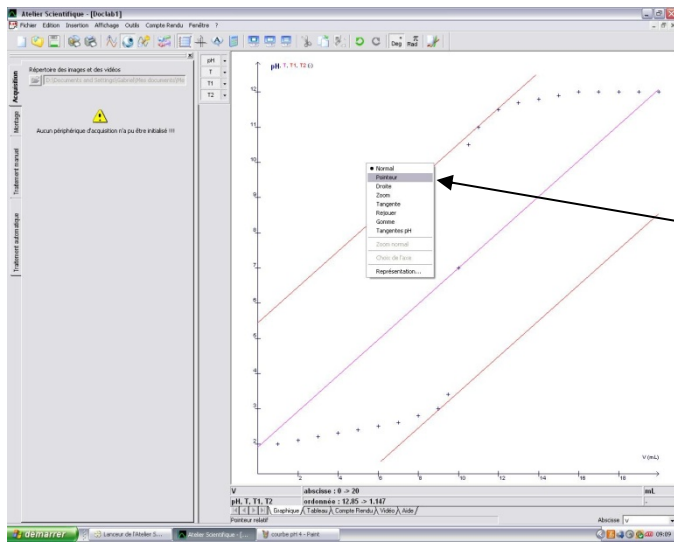 Atelier Scientifique - [Doclab1]
Fichier Edition Insertion Affichage Outils Compte Rendu Fenêtre ?
Deg Rad
Répertoire des images et des vidéos
Aucun périphérique d'acquisition n'a pu être initialisé !!!
Acquisition
Montage
Traitement manuel
Traitement automatique
pH
T
T1
T2
pH, T, T1, T2 (-)
12
11
10
9
8
7
6
5
4
3
2
2 4 6 8 10 12 14 16 18
V (mL)
Normal
Pointeur
Droite
Zoom
Tangente
Rejouer
Gomme
Tangentes pH
Zoom normal
Choix de l'axe
Représentation...
V abscisse : 0 -> 20 mL
pH, T, T1, T2 ordonnée : 12.85 -> 1.147 -
Graphique Tableau Compte Rendu Vidéo Aide
Pointeur relatif
Abscisse V
démarrer
Lanceur de l'Atelier S...
Atelier Scientifique - [...
courbe pH 4 - Paint
09:09